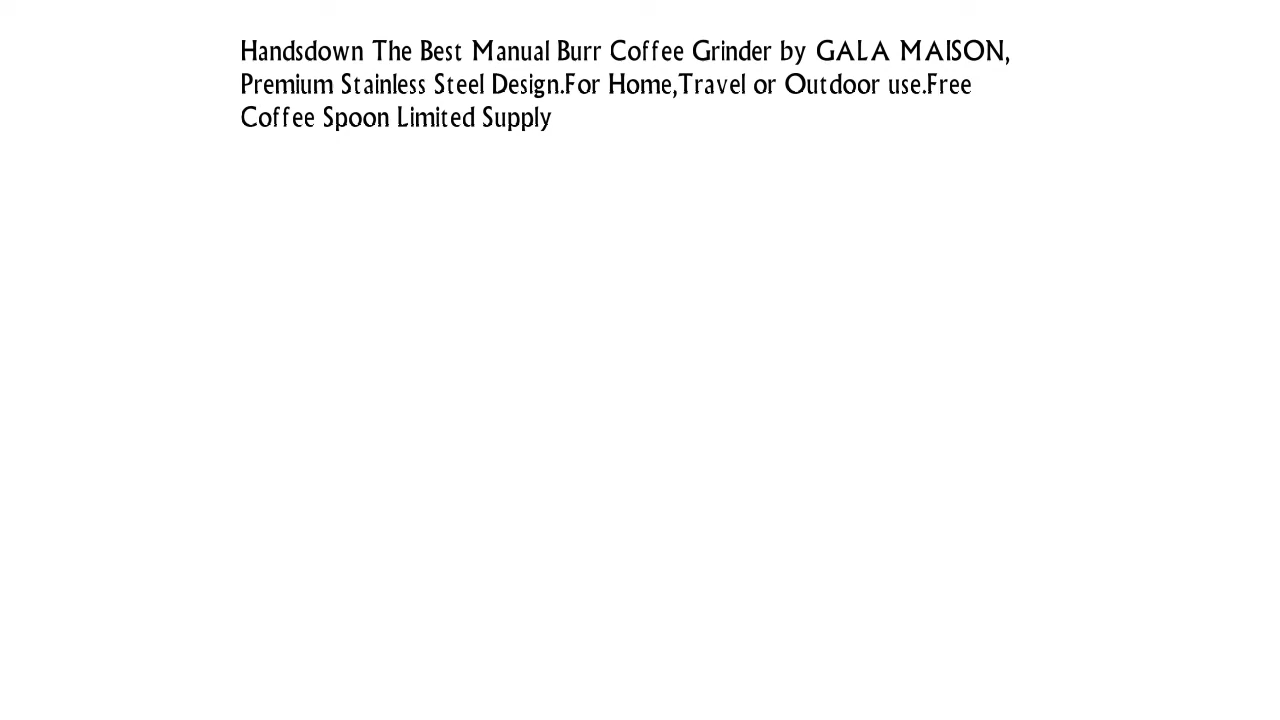 Handsdown The Best Manual Burr Coffee Grinder by GALA MAISON,
Premium Stainless Steel Design.For Home,Travel or Outdoor use.Free
Coffee Spoon Limited Supply